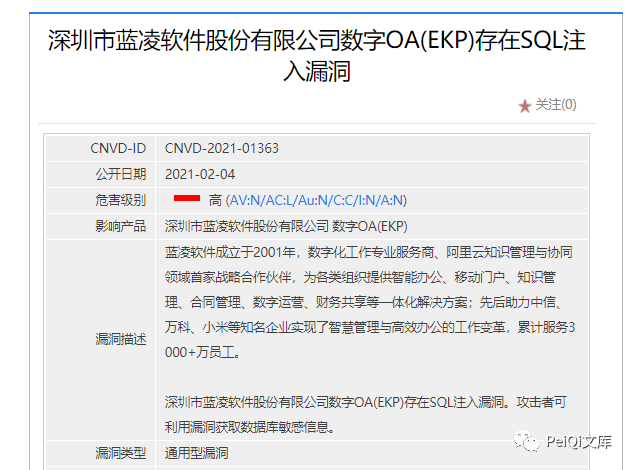 深圳市蓝凌软件股份有限公司数字OA(EKP)存在SQL注
入漏洞
关注(0)
CNVD-ID CNVD-2021-01363
公开日期 2021-02-04
危害级别 高 (AV:N/AC:L/Au:N/C:C/I:N/A:N)
影响产品 深圳市蓝凌软件股份有限公司 数字OA(EKP)
蓝凌软件成立于2001年，数字化工作专业服务商、阿里云知识管理与协同
领域首家战略合作伙伴，为各类组织提供智能办公、移动门户、知识管
理、合同管理、数字运营、财务共享等一体化解决方案；先后助力中信、
万科、小米等知名企业实现了智慧管理与高效办公的工作变革，累计服务3
漏洞描述
000+万员工。
深圳市蓝凌软件股份有限公司数字OA(EKP)存在SQL注入漏洞。攻击者可
利用漏洞获取数据库敏感信息。
漏洞类型 通用型漏洞
PeiQi文库